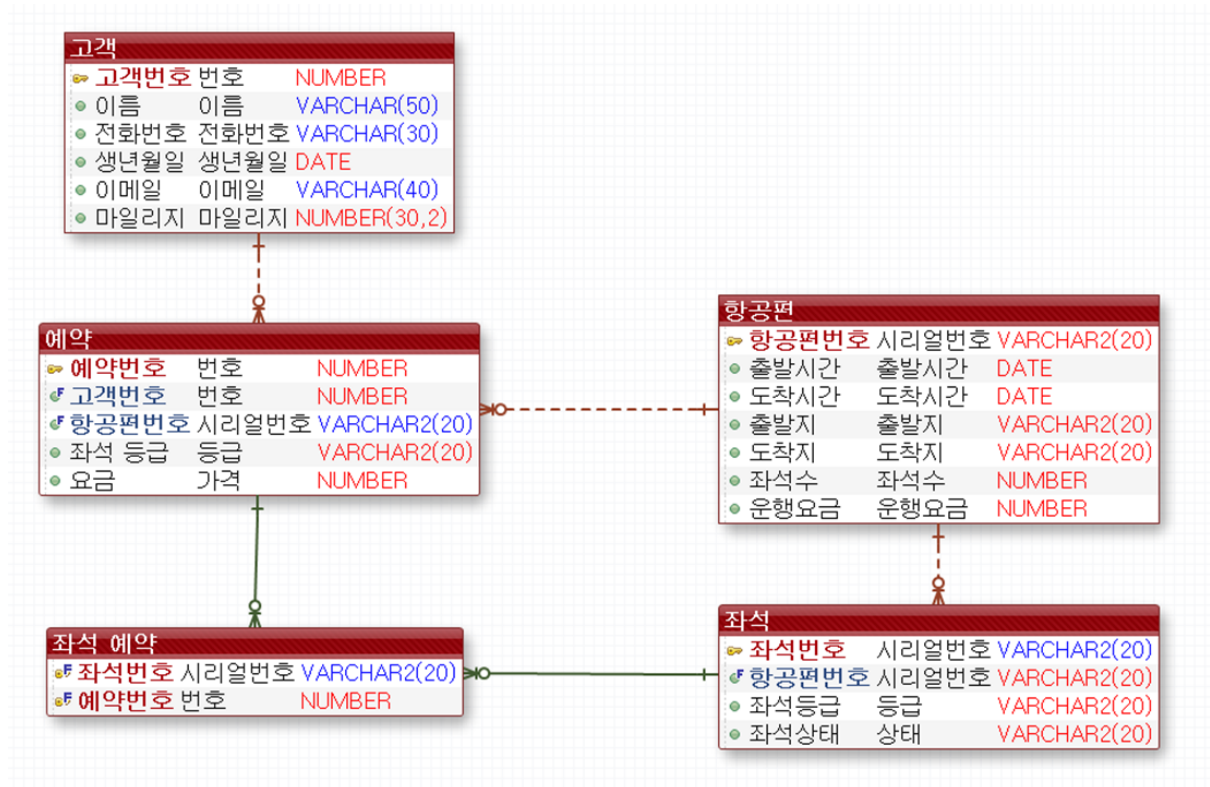 고객
고객번호 번호 NUMBER
이름 이름 VARCHAR(50)
전화번호 전화번호 VARCHAR(30)
생년월일 생년월일 DATE
이메일 이메일 VARCHAR(40)
마일리지 마일리지 NUMBER(30,2)
예약
예약번호 번호 NUMBER
고객번호 번호 NUMBER
항공편번호 시리얼번호 VARCHAR2(20)
좌석 등급 등급 VARCHAR2(20)
요금 가격 NUMBER
항공편
항공편번호 시리얼번호 VARCHAR2(20)
출발시간 출발시간 DATE
도착시간 도착시간 DATE
출발지 출발지 VARCHAR2(20)
도착지 도착지 VARCHAR2(20)
좌석수 좌석수 NUMBER
운행요금 운행요금 NUMBER
좌석 예약
좌석번호 시리얼번호 VARCHAR2(20)
예약번호 번호 NUMBER
좌석
좌석번호 시리얼번호 VARCHAR2(20)
항공편번호 시리얼번호 VARCHAR2(20)
좌석등급 등급 VARCHAR2(20)
좌석상태 상태 VARCHAR2(20)